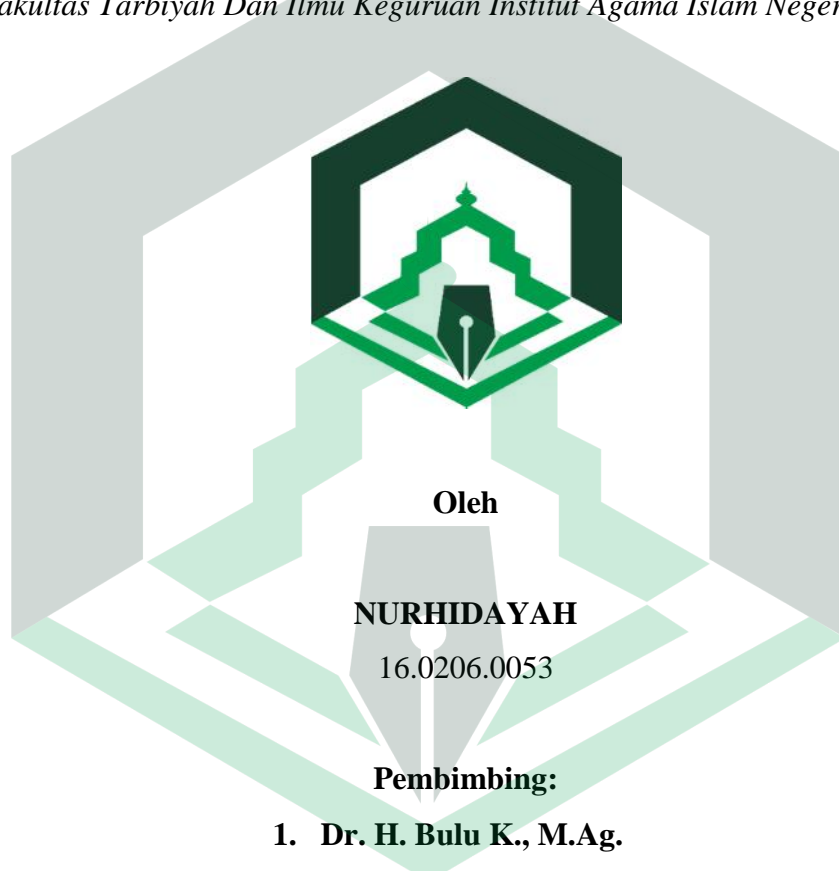 akultas Tarbiyah Dan Ilmu Keguruan Institut Agama Islam Neger
Oleh
NURHIDAYAH
16.0206.0053
Pembimbing:
1. Dr. H. Bulu K., M.Ag.